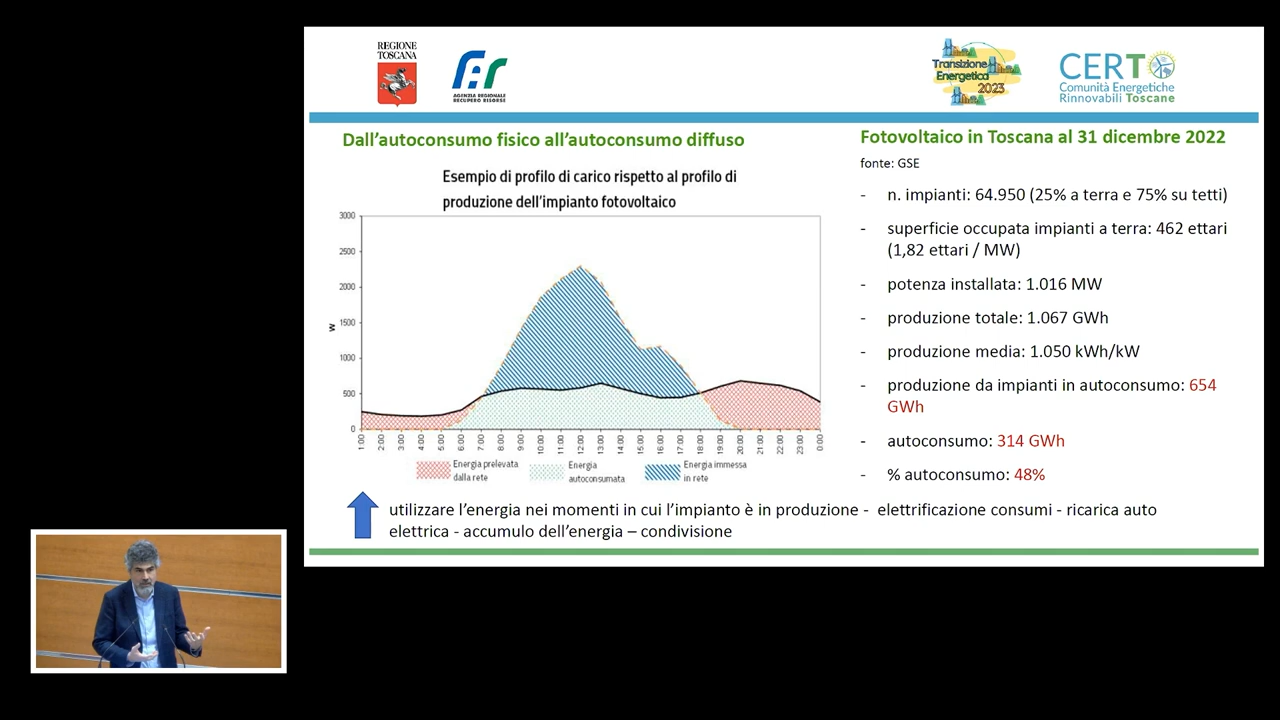 REGIONE
TOSCANA
AGENZIA REGIONALE
RECUPERO RISORSE
Transizione
Energetica
2023
CERT
Comunità Energetiche
Rinnovabili Toscane
Dall'autoconsumo fisico all'autoconsumo diffuso
Esempio di profilo di carico rispetto al profilo di
produzione dell'impianto fotovoltaico
3000
2500
2000
1500
1000
500
0
W
1:00 2:00 3:00 4:00 5:00 6:00 7:00 8:00 9:00 10:00 11:00 12:00 13:00 14:00 15:00 16:00 17:00 18:00 19:00 20:00 21:00 22:00 23:00 0:00
Energia prelevata
dalla rete
Energia
autoconsumata
Energia immessa
in rete
Fotovoltaico in Toscana al 31 dicembre 2022
fonte: GSE
- n. impianti: 64.950 (25% a terra e 75% su tetti)
- superficie occupata impianti a terra: 462 ettari
(1,82 ettari / MW)
- potenza installata: 1.016 MW
- produzione totale: 1.067 GWh
- produzione media: 1.050 kWh/kW
- produzione da impianti in autoconsumo: 654
GWh
- autoconsumo: 314 GWh
- % autoconsumo: 48%
utilizzare l'energia nei momenti in cui l'impianto è in produzione - elettrificazione consumi - ricarica auto
elettrica - accumulo dell'energia – condivisione